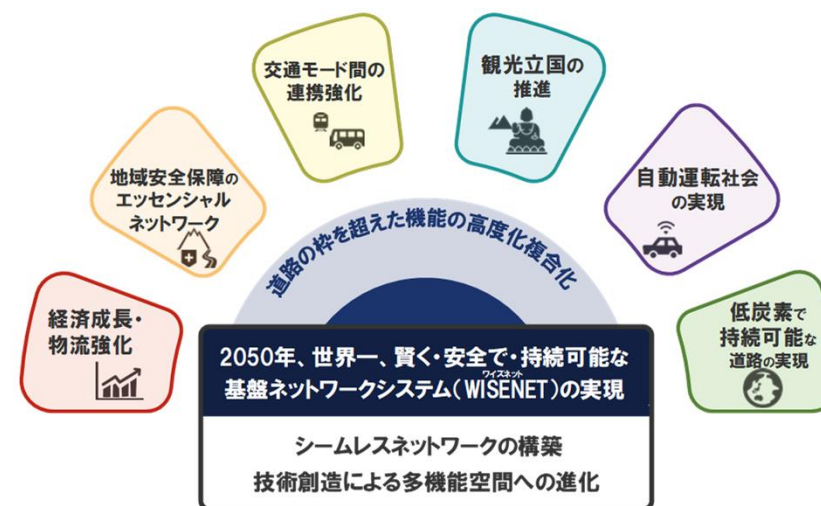 交通モード間の
連携強化
観光立国の
推進
地域安全保障の
エッセンシャル
ネットワーク
自動運転社会
の実現
経済成長・
物流強化
低炭素で
持続可能な
道路の実現
道路の枠を超えた機能の高度化複合化
2050年、世界一、賢く・安全で・持続可能な
ワイズネット
基盤ネットワークシステム(WISENET)の実現
シームレスネットワークの構築
技術創造による多機能空間への進化